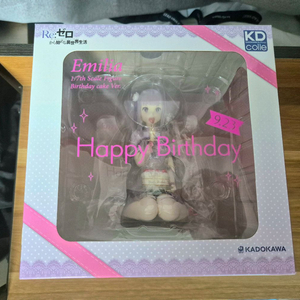 Re:ゼロ
から始める異世界生活
KD
colle
Emilia
1/7th Scale Figure
Birthday cake Ver.
9.23
Happy Birthday
KADOKAWA